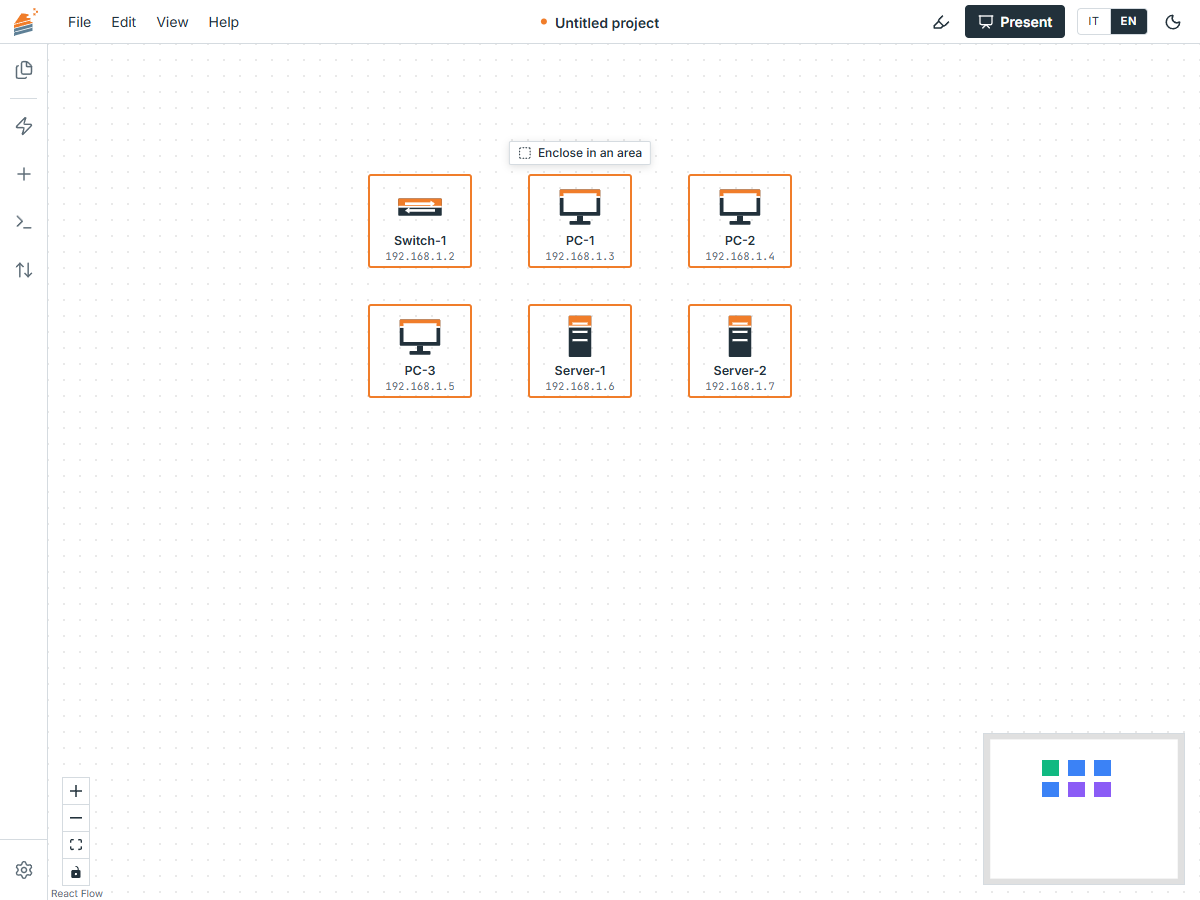 File Edit View Help
Untitled project
Present
IT EN
Enclose in an area
Switch-1
192.168.1.2
PC-1
192.168.1.3
PC-2
192.168.1.4
PC-3
192.168.1.5
Server-1
192.168.1.6
Server-2
192.168.1.7
React Flow